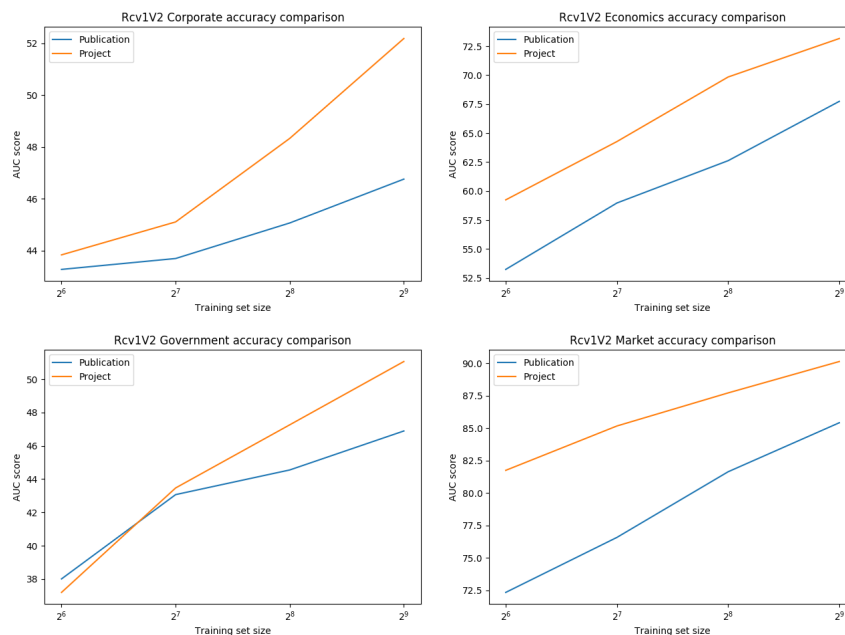 Rcv1V2 Corporate accuracy comparison
Publication
Project
52
50
48
46
44
AUC score
2^6 2^7 2^8 2^9
Training set size
Rcv1V2 Economics accuracy comparison
Publication
Project
72.5
70.0
67.5
65.0
62.5
60.0
57.5
55.0
52.5
AUC score
2^6 2^7 2^8 2^9
Training set size
Rcv1V2 Government accuracy comparison
Publication
Project
50
48
46
44
42
40
38
AUC score
2^6 2^7 2^8 2^9
Training set size
Rcv1V2 Market accuracy comparison
Publication
Project
90.0
87.5
85.0
82.5
80.0
77.5
75.0
72.5
AUC score
2^6 2^7 2^8 2^9
Training set size